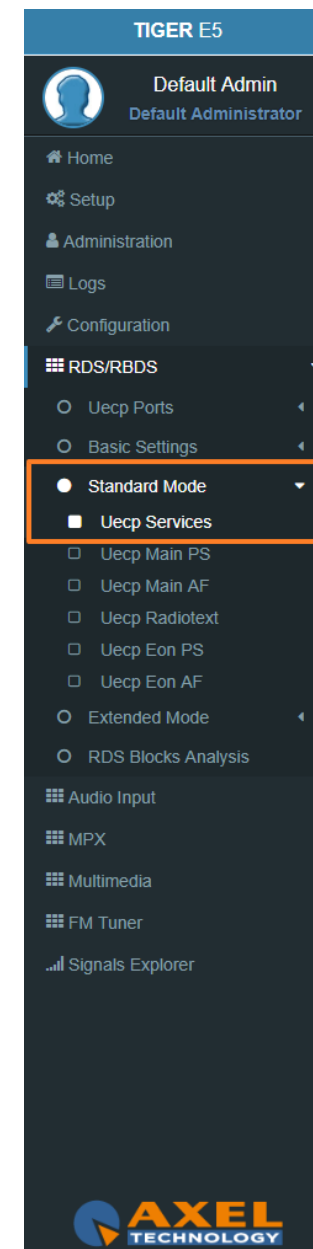 TIGER E5
Default Admin
Default Administrator
Home
Setup
Administration
Logs
Configuration
RDS/RBDS
Uecp Ports
Basic Settings
Standard Mode
Uecp Services
Uecp Main PS
Uecp Main AF
Uecp Radiotext
Uecp Eon PS
Uecp Eon AF
Extended Mode
RDS Blocks Analysis
Audio Input
MPX
Multimedia
FM Tuner
Signals Explorer
AXEL
TECHNOLOGY